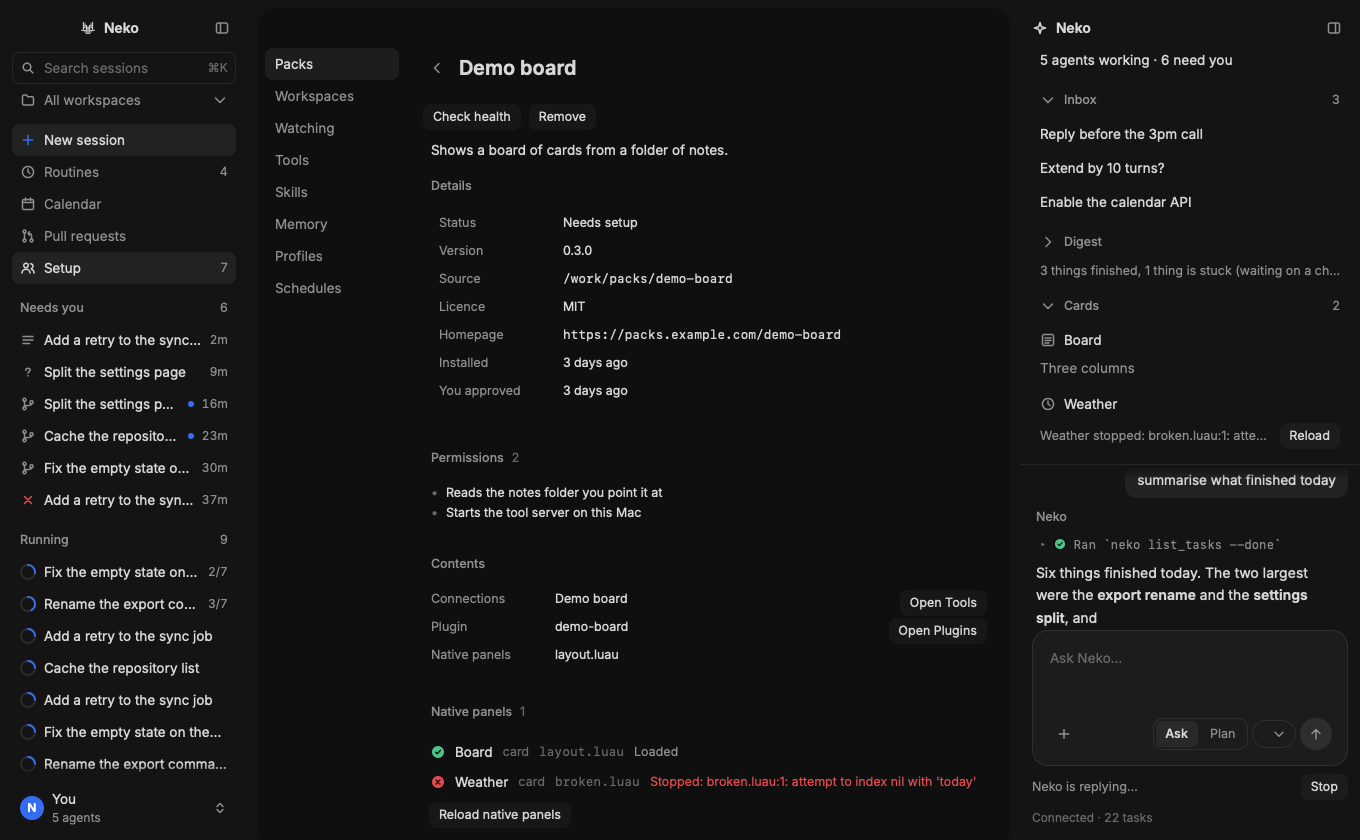 Neko
Search sessions ⌘K
All workspaces
New session
Routines 4
Calendar
Pull requests
Setup 7
Needs you 6
Add a retry to the sync... 2m
? Split the settings page 9m
Split the settings p... 16m
Cache the reposito... 23m
Fix the empty state o... 30m
Add a retry to the syn... 37m
Running 9
Fix the empty state on... 2/7
Rename the export co... 3/7
Add a retry to the sync job
Cache the repository list
Add a retry to the sync job
Fix the empty state on the...
Rename the export comma...
N You
5 agents
Packs
Workspaces
Watching
Tools
Skills
Memory
Profiles
Schedules
Demo board
Check health Remove
Shows a board of cards from a folder of notes.
Details
Status Needs setup
Version 0.3.0
Source /work/packs/demo-board
Licence MIT
Homepage https://packs.example.com/demo-board
Installed 3 days ago
You approved 3 days ago
Permissions 2
• Reads the notes folder you point it at
• Starts the tool server on this Mac
Contents
Connections Demo board Open Tools
Plugin demo-board Open Plugins
Native panels layout.luau
Native panels 1
Board card layout.luau Loaded
Weather card broken.luau Stopped: broken.luau:1: attempt to index nil with 'today'
Reload native panels
Neko
5 agents working · 6 need you
Inbox 3
Reply before the 3pm call
Extend by 10 turns?
Enable the calendar API
Digest
3 things finished, 1 thing is stuck (waiting on a ch...
Cards 2
Board
Three columns
Weather
Weather stopped: broken.luau:1: atte... Reload
summarise what finished today
Neko
Ran `neko list_tasks --done`
Six things finished today. The two largest
were the export rename and the settings
split, and
Ask Neko...
Ask Plan
Neko is replying... Stop
Connected · 22 tasks